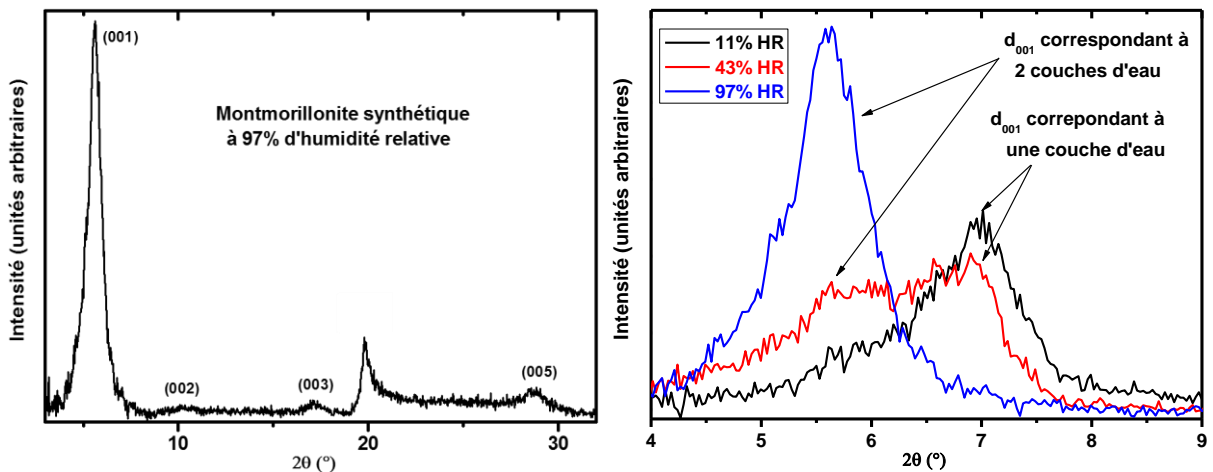 Intensité (unités arbitraires)
(001)
Montmorillonite synthétique
à 97% d'humidité relative
(002)
(003)
(005)
10
20
30
2θ (°)
Intensité (unités arbitraires)
11% HR
43% HR
97% HR
d001 correspondant à
2 couches d'eau
d001 correpondant à
une couche d'eau
4
5
6
7
8
9
2θ (°)